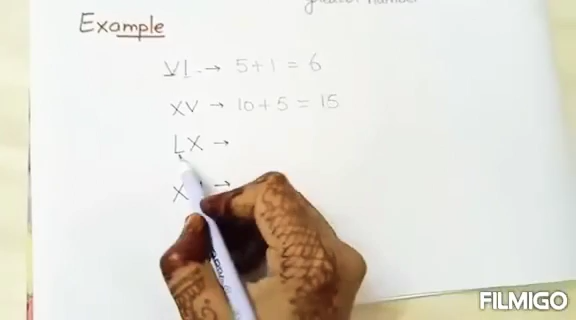 Example
VI → 5+1 = 6
XV → 10+5 = 15
LX →
X →
FILMIGO